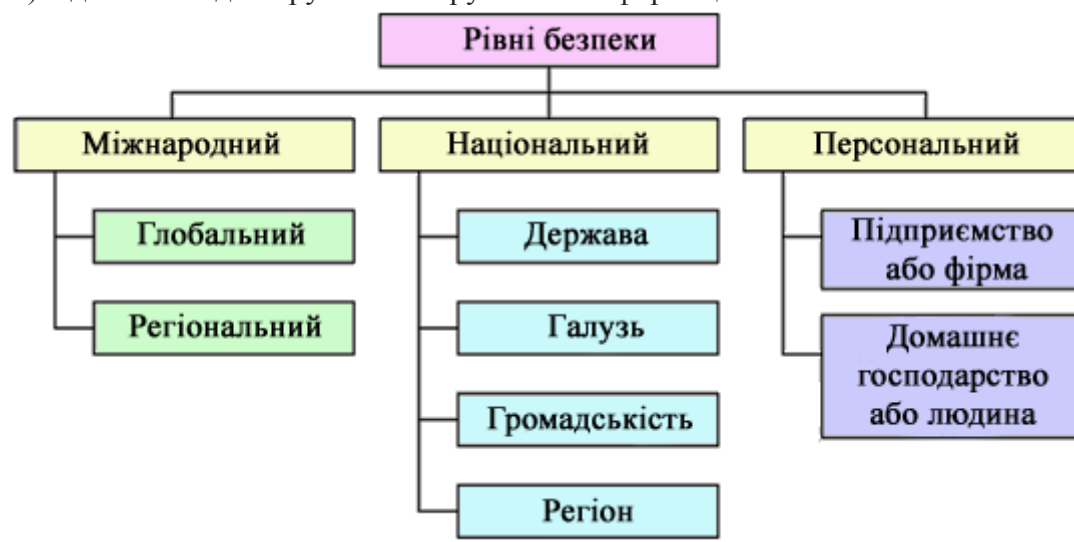 Рівні безпеки
Міжнародний
Національний
Персональний
Глобальний
Держава
Підприємство
або фірма
Регіональний
Галузь
Домашнє
господарство
або людина
Громадськість
Регіон